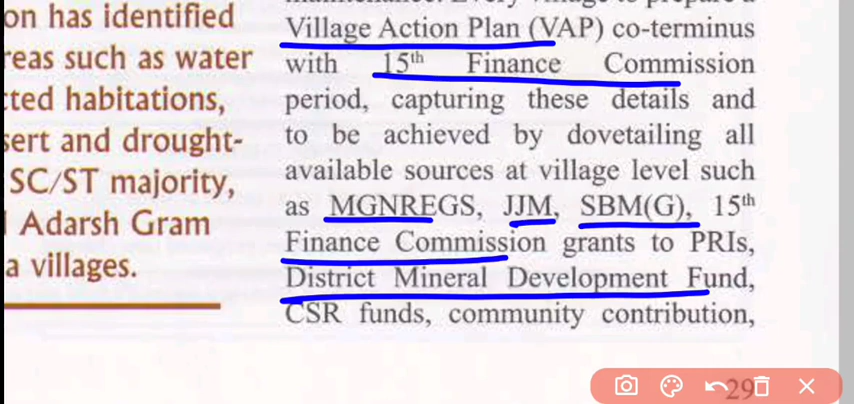 on has identified
reas such as water
cted habitations,
sert and drought-
SC/ST majority,
Adarsh Gram
a villages.
Village Action Plan (VAP) co-terminus
with 15th Finance Commission
period, capturing these details and
to be achieved by dovetailing all
available sources at village level such
as MGNREGS, JJM, SBM(G), 15th
Finance Commission grants to PRIs,
District Mineral Development Fund,
CSR funds, community contribution,
29